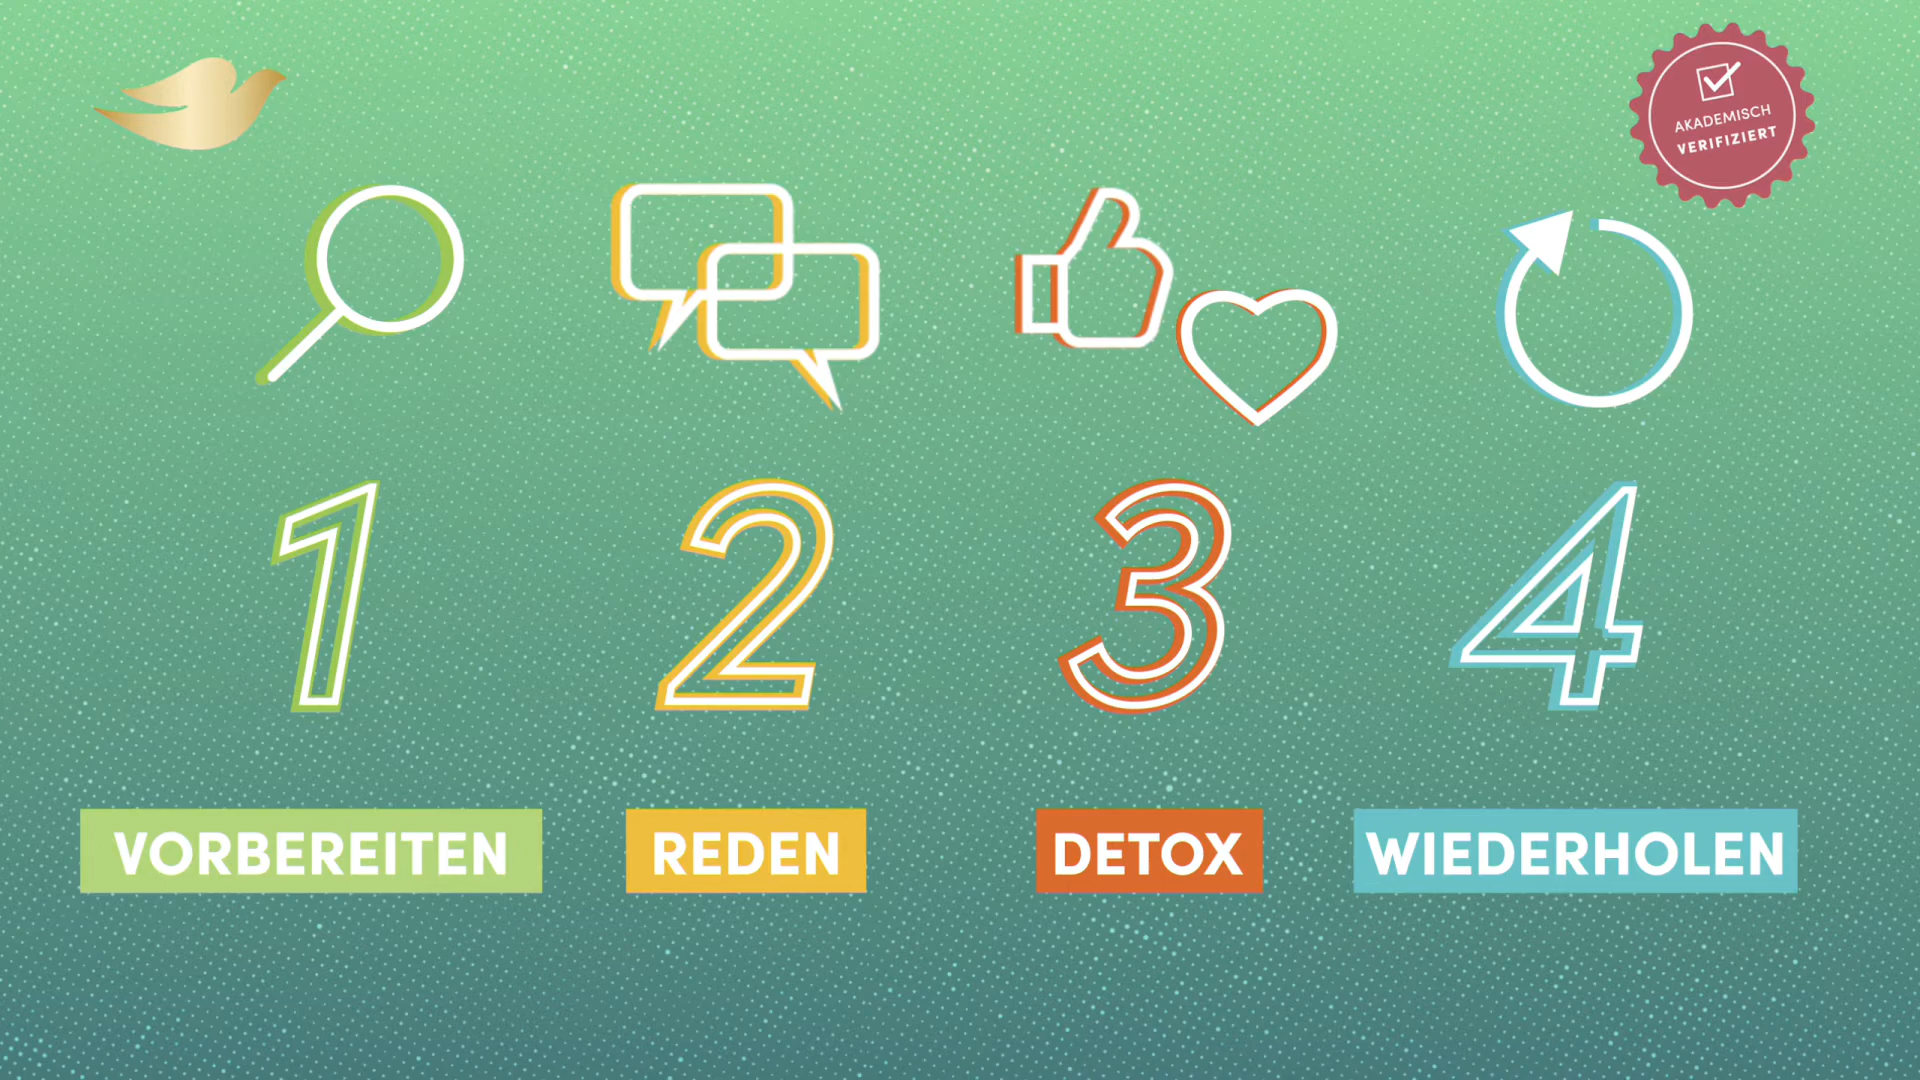 AKADEMISCH
VERIFIZIERT
1 2 3 4
VORBEREITEN REDEN DETOX WIEDERHOLEN